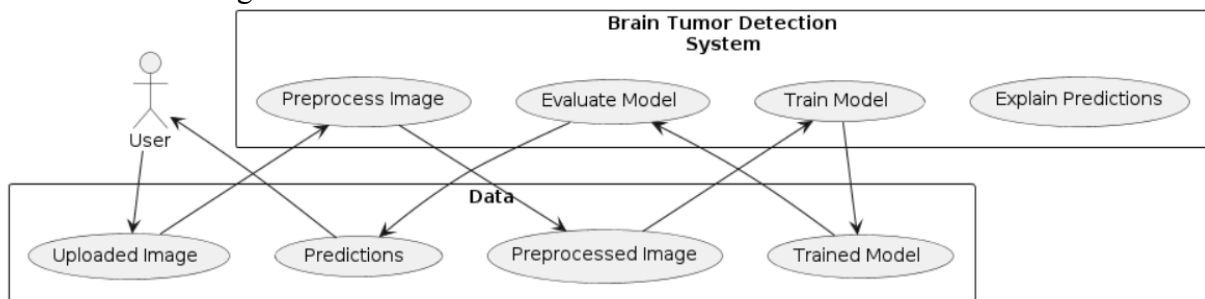 Brain Tumor Detection
System
Preprocess Image
Evaluate Model
Train Model
Explain Predictions
User
Data
Uploaded Image
Predictions
Preprocessed Image
Trained Model